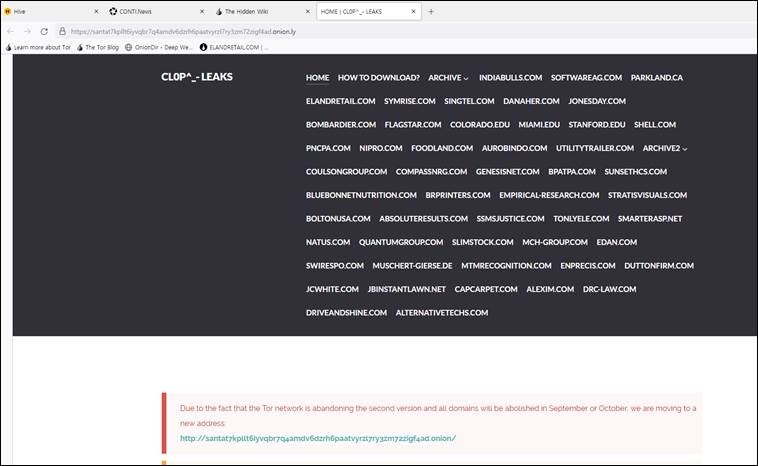 Hive
CONTI.News
The Hidden Wiki
HOME | CL0P^_- LEAKS
https://santat7kpllt6iyvqbr7q4amdv6dzrh6paatvyrzl7ry3zm72zigf4ad.onion.ly
Learn more about Tor The Tor Blog OnionDir - Deep We... ELANDRETAIL.COM | ...
CL0P^_- LEAKS
HOME HOW TO DOWNLOAD? ARCHIVE INDIABULLS.COM SOFTWAREAG.COM PARKLAND.CA
ELANDRETAIL.COM SYMRISE.COM SINGTEL.COM DANAHER.COM JONESDAY.COM
BOMBARDIER.COM FLAGSTAR.COM COLORADO.EDU MIAMI.EDU STANFORD.EDU SHELL.COM
PNCPA.COM NIPRO.COM FOODLAND.COM AUROBINDO.COM UTILITYTRAILER.COM ARCHIVE2
COULSONGROUP.COM COMPASSNRG.COM GENESISNET.COM BPATPA.COM SUNSETHCS.COM
BLUEBONNETNUTRITION.COM BRPRINTERS.COM EMPIRICAL-RESEARCH.COM STRATISVISUALS.COM
BOLTONUSA.COM ABSOLUTERESULTS.COM SSMSJUSTICE.COM TONLYELE.COM SMARTERASP.NET
NATUS.COM QUANTUMGROUP.COM SLIMSTOCK.COM MCH-GROUP.COM EDAN.COM
SWIRESPO.COM MUSCHERT-GIERSE.DE MTMRECOGNITION.COM ENPRECIS.COM DUTTONFIRM.COM
JCWHITE.COM JBINSTANTLAWN.NET CAPCARPET.COM ALEXIM.COM DRC-LAW.COM
DRIVEANDSHINE.COM ALTERNATIVETECHS.COM
Due to the fact that the Tor network is abandoning the second version and all domains will be abolished in September or October, we are moving to a
new address
http://santat7kpllt6iyvqbr7q4amdv6dzrh6paatvyrzl7ry3zm72zigf4ad.onion/